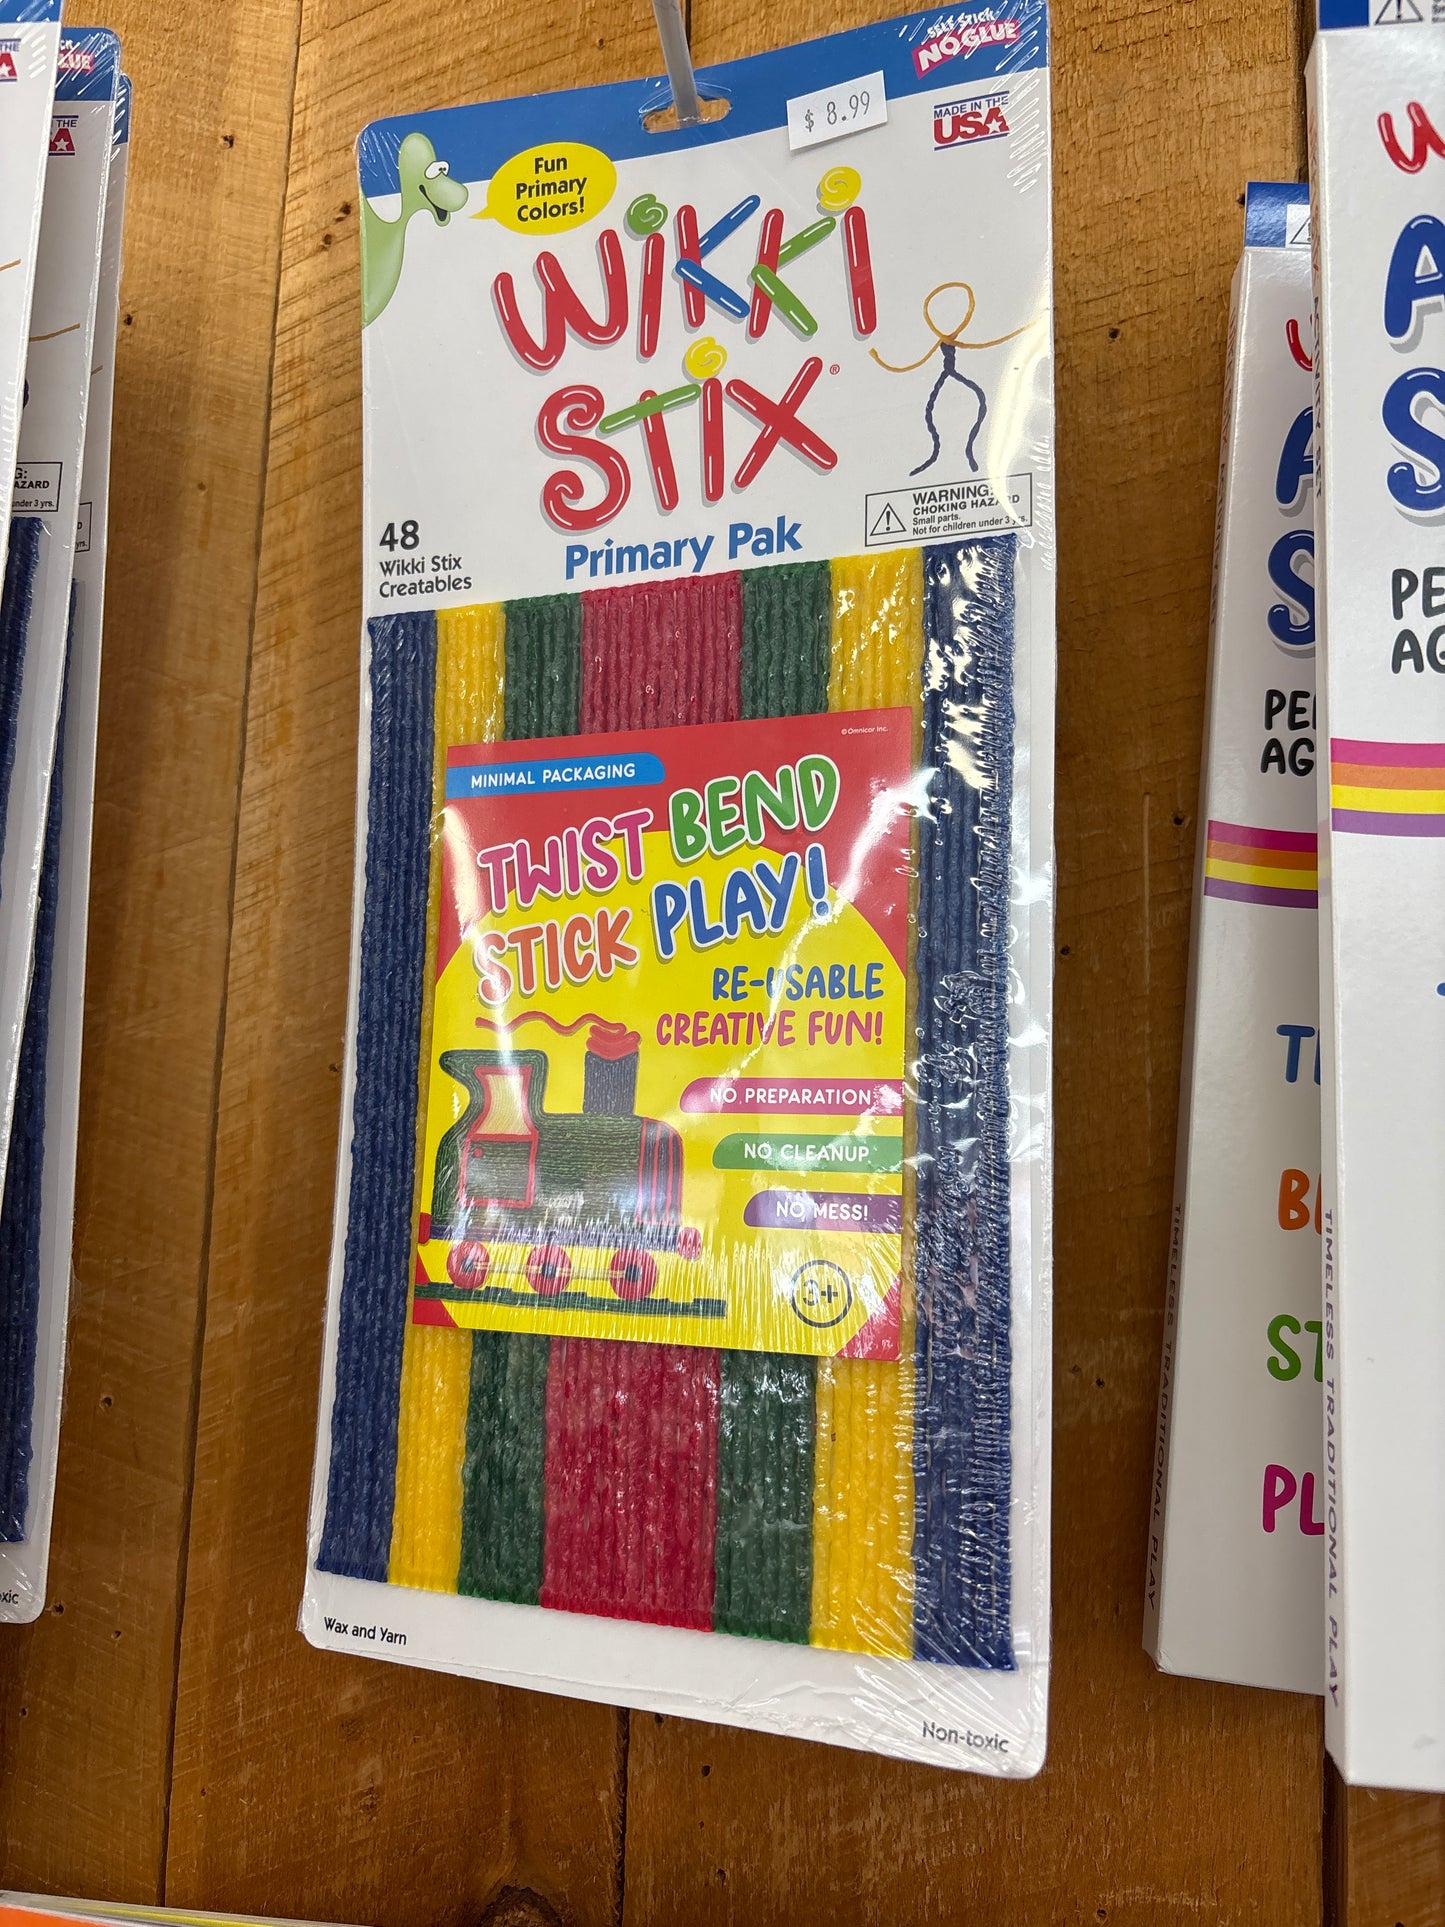 SELF STICK
NO GLUE
$ 8.99
MADE IN THE
USA
Fun
Primary
Colors!
WIKKI
STIX®
Primary Pak
48
Wikki Stix
Creatables
WARNING:
CHOKING HAZARD
Small parts.
Not for children under 3 yrs.
©Omnicor Inc.
MINIMAL PACKAGING
TWIST BEND
STICK PLAY!
RE-USABLE
CREATIVE FUN!
NO PREPARATION
NO CLEANUP
NO MESS!
3+
Wax and Yarn
Non-toxic
TIMELESS TRADITIONAL PLAY
TIMELESS TRADITIONAL PLAY